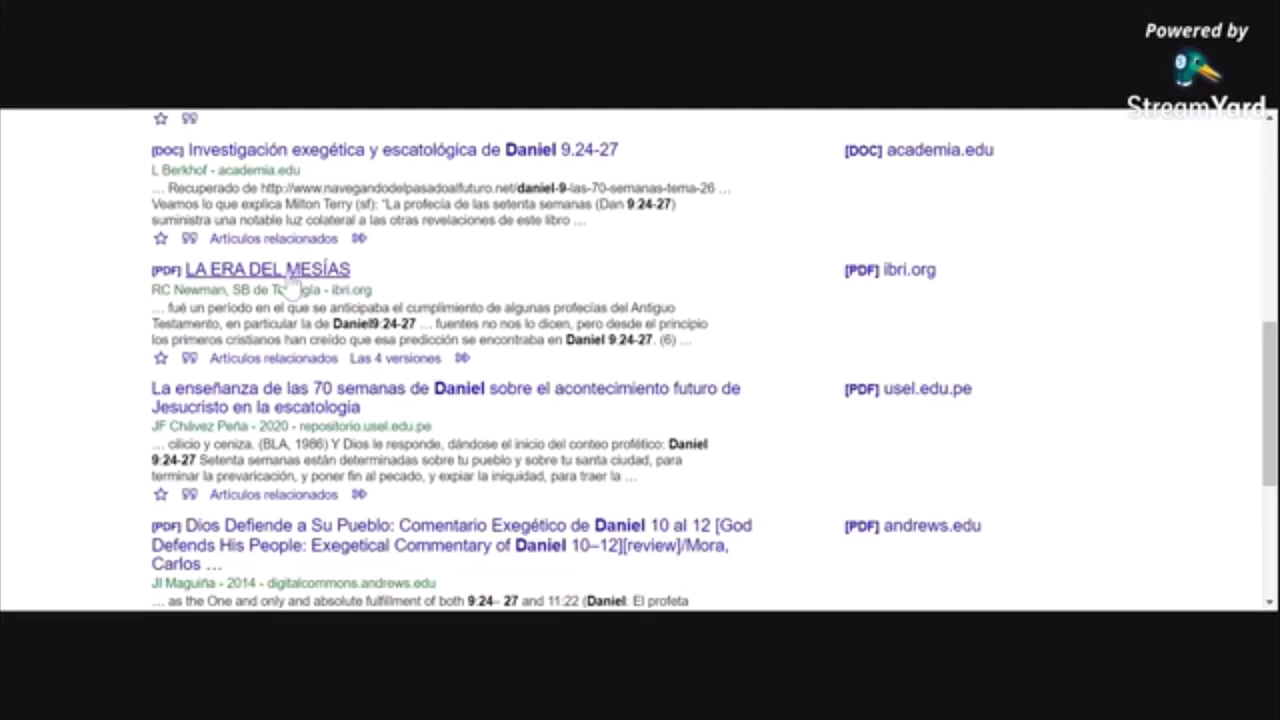 Powered by
StreamYard
[DOC] Investigación exegética y escatológica de Daniel 9.24-27
[DOC] academia.edu
L Berkhof - academia.edu
... Recuperado de http://www.navegandodelpasadoalfuturo.net/daniel-9-las-70-semanas-tema-26 ...
Veamos lo que explica Milton Terry (sf): "La profecía de las setenta semanas (Dan 9:24-27)
suministra una notable luz colateral a las otras revelaciones de este libro ...
Artículos relacionados
[PDF] LA ERA DEL MESÍAS
[PDF] ibri.org
RC Newman, SB de - ibri.org
... fué un período en el que se anticipaba el cumplimiento de algunas profecías del Antiguo
Testamento, en particular la de Daniel9:24-27 ... fuentes no nos lo dicen, pero desde el principio
los primeros cristianos han creído que esa predicción se encontraba en Daniel 9:24-27. (6) ...
Artículos relacionados Las 4 versiones
La enseñanza de las 70 semanas de Daniel sobre el acontecimiento futuro de
Jesucristo en la escatologia
[PDF] usel.edu.pe
JF Chávez Peña - 2020 - repositorio.usel.edu.pe
... cilicio y ceniza. (BLA, 1986) Y Dios le responde, dándose el inicio del conteo profético: Daniel
9:24-27 Setenta semanas están determinadas sobre tu pueblo y sobre tu santa ciudad, para
terminar la prevaricación, y poner fin al pecado, y expiar la iniquidad, para traer la ...
Artículos relacionados
[PDF] Dios Defiende a Su Pueblo: Comentario Exegético de Daniel 10 al 12 [God
Defends His People: Exegetical Commentary of Daniel 10–12][review]/Mora,
Carlos ...
[PDF] andrews.edu
JI Maguiña - 2014 - digitalcommons.andrews.edu
... as the One and only and absolute fulfillment of both 9:24– 27 and 11:22 (Daniel: El profeta